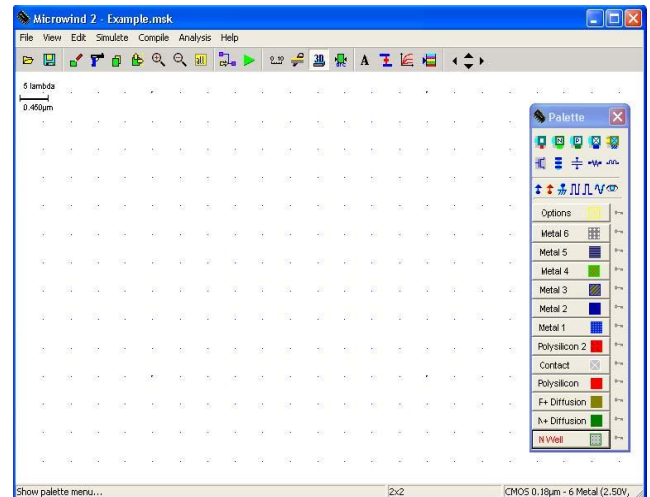 Microwind 2 - Example.msk
File View Edit Simulate Compile Analysis Help
5 lambda
0.450µm
Palette
Options
Metal 6
Metal 5
Metal 4
Metal 3
Metal 2
Metal 1
Polysilicon 2
Contact
Polysilicon
P+ Diffusion
N+ Diffusion
N Well
Show palette menu...
2x2
CMOS 0.18µm - 6 Metal (2.50V,